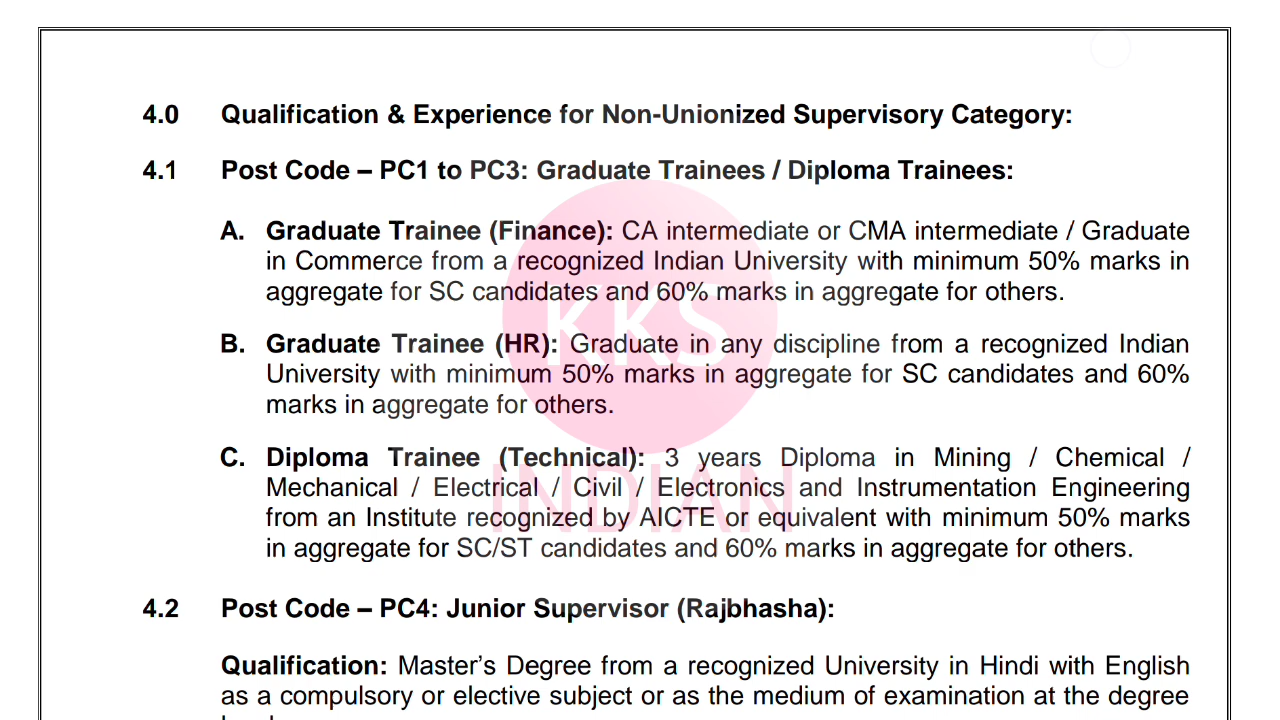 4.0 Qualification & Experience for Non-Unionized Supervisory Category:
4.1 Post Code – PC1 to PC3: Graduate Trainees / Diploma Trainees:
A. Graduate Trainee (Finance): CA intermediate or CMA intermediate / Graduate
in Commerce from a recognized Indian University with minimum 50% marks in
aggregate for SC candidates and 60% marks in aggregate for others.
KKS
B. Graduate Trainee (HR): Graduate in any discipline from a recognized Indian
University with minimum 50% marks in aggregate for SC candidates and 60%
marks in aggregate for others.
C. Diploma Trainee (Technical): 3 years Diploma in Mining / Chemical /
Mechanical / Electrical / Civil / Electronics and Instrumentation Engineering
INDIAN
from an Institute recognized by AICTE or equivalent with minimum 50% marks
in aggregate for SC/ST candidates and 60% marks in aggregate for others.
4.2 Post Code – PC4: Junior Supervisor (Rajbhasha):
Qualification: Master’s Degree from a recognized University in Hindi with English
as a compulsory or elective subject or as the medium of examination at the degree